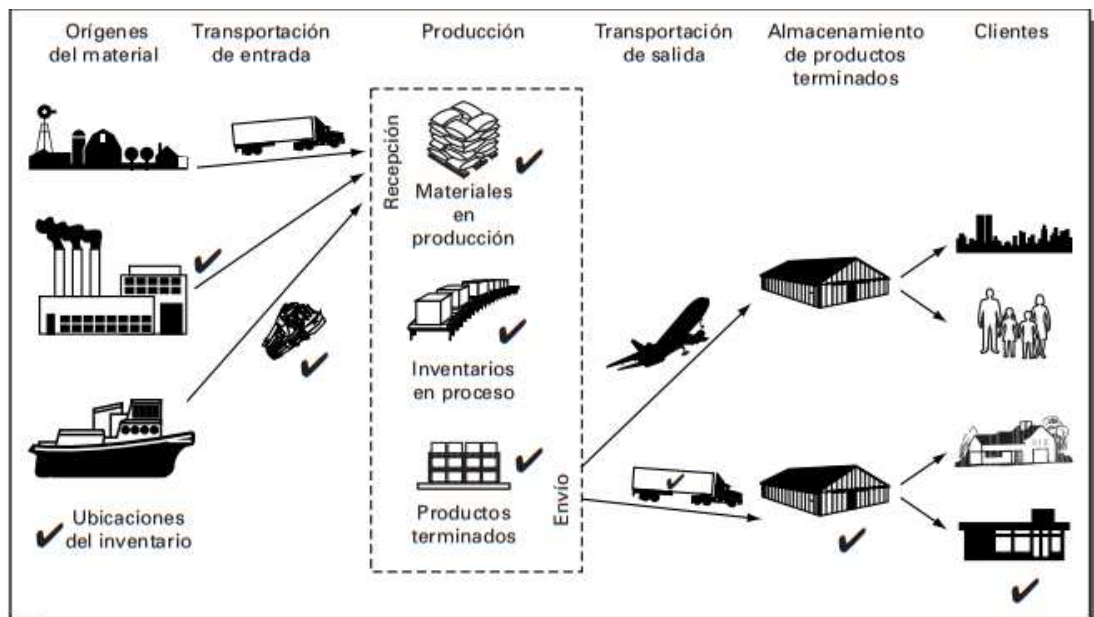 Orígenes
del material
Transportación
de entrada
Producción
Transportación
de salida
Almacenamiento
de productos
terminados
Clientes
Recepción
Materiales
en
producción
Inventarios
en proceso
Productos
terminados
Envío
Ubicaciones
del inventario